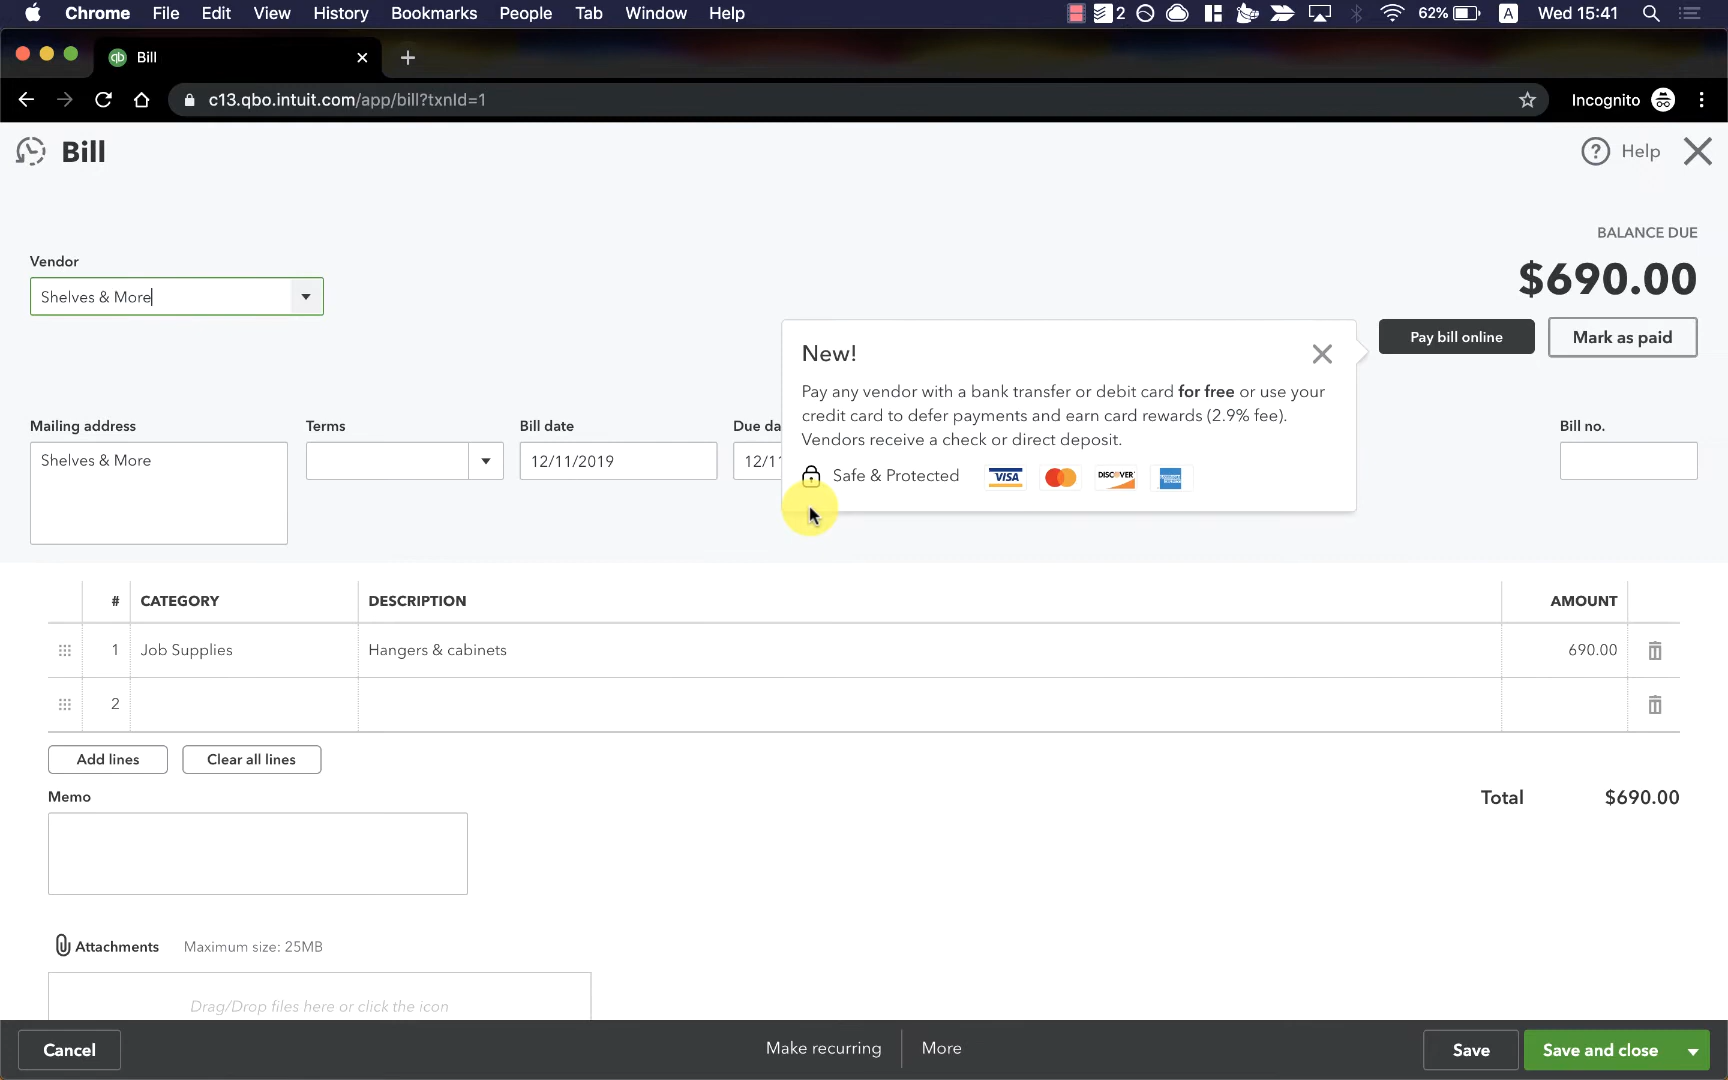 Chrome File Edit View History Bookmarks People Tab Window Help 2 62% A Wed 15:41
qb Bill
c13.qbo.intuit.com/app/bill?txnId=1 Incognito
Bill ? Help
BALANCE DUE
$690.00
Vendor
Shelves & More
Pay bill online Mark as paid
New!
Pay any vendor with a bank transfer or debit card for free or use your
credit card to defer payments and earn card rewards (2.9% fee).
Vendors receive a check or direct deposit.
Safe & Protected VISA DISCOVER
Mailing address Terms Bill date Due da Bill no.
Shelves & More 12/11/2019 12/1
# CATEGORY DESCRIPTION AMOUNT
1 Job Supplies Hangers & cabinets 690.00
2
Add lines Clear all lines
Memo Total $690.00
Attachments Maximum size: 25MB
Drag/Drop files here or click the icon
Cancel Make recurring More Save Save and close